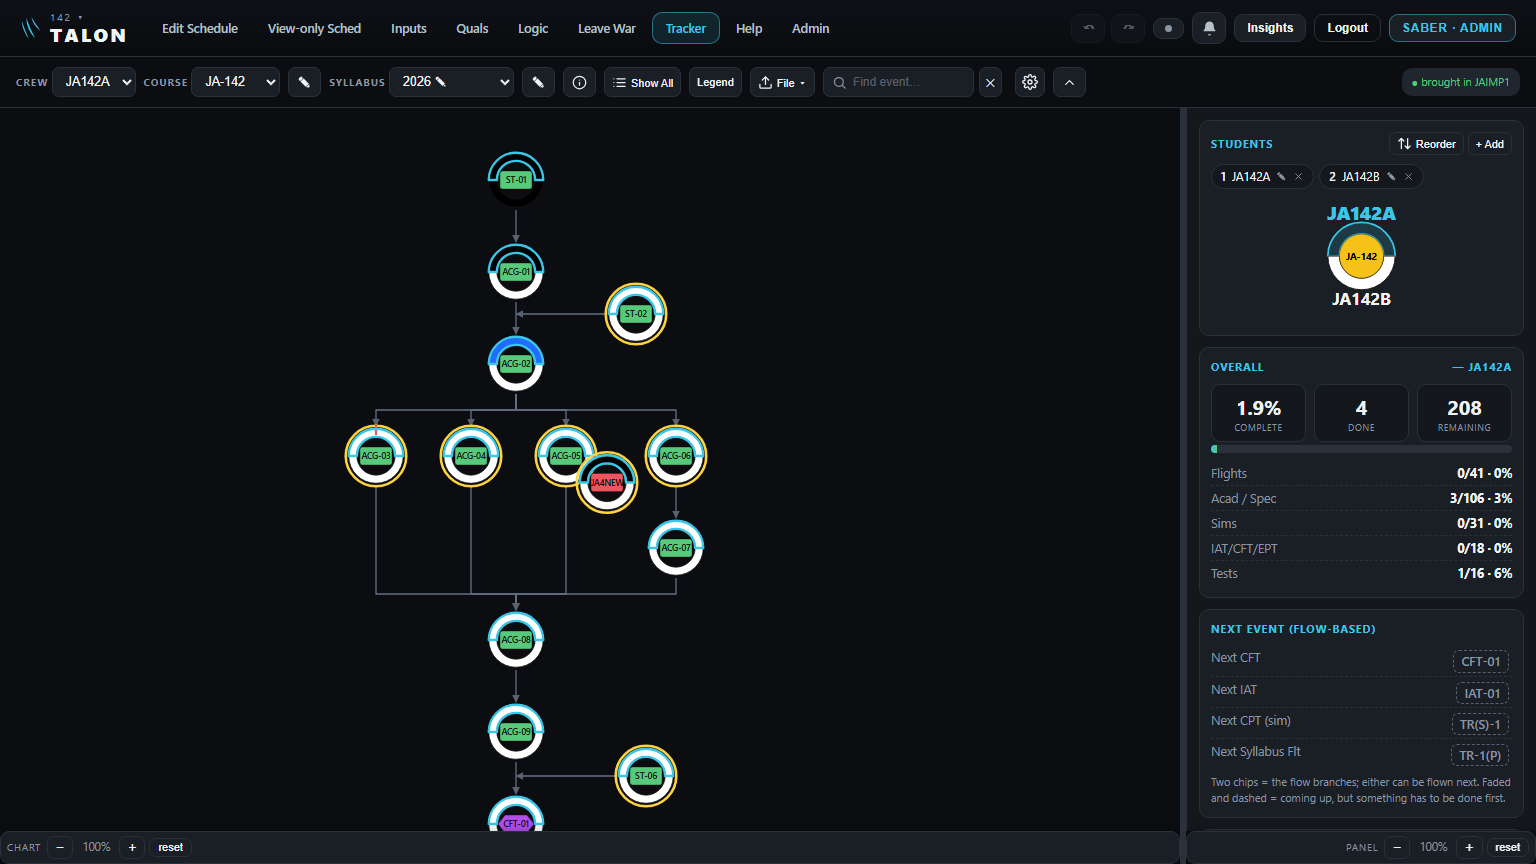 142
TALON
Edit Schedule
View-only Sched
Inputs
Quals
Logic
Leave War
Tracker
Help
Admin
Insights
Logout
SABER · ADMIN
CREW
JA142A
COURSE
JA-142
SYLLABUS
2026
Show All
Legend
File
Find event…
brought in JAIMP1
ST-01
ACG-01
ST-02
ACG-02
ACG-03
ACG-04
ACG-05
ACG-06
JA4NEW
ACG-07
ACG-08
ACG-09
ST-06
CFT-01
STUDENTS
Reorder
+ Add
1 JA142A
2 JA142B
JA142A
JA-142
JA142B
OVERALL
— JA142A
1.9%
COMPLETE
4
DONE
208
REMAINING
Flights 0/41 · 0%
Acad / Spec 3/106 · 3%
Sims 0/31 · 0%
IAT/CFT/EPT 0/18 · 0%
Tests 1/16 · 6%
NEXT EVENT (FLOW-BASED)
Next CFT CFT-01
Next IAT IAT-01
Next CPT (sim) TR(S)-1
Next Syllabus Flt TR-1(P)
Two chips = the flow branches; either can be flown next. Faded
and dashed = coming up, but something has to be done first.
CHART − 100% + reset
PANEL − 100% + reset